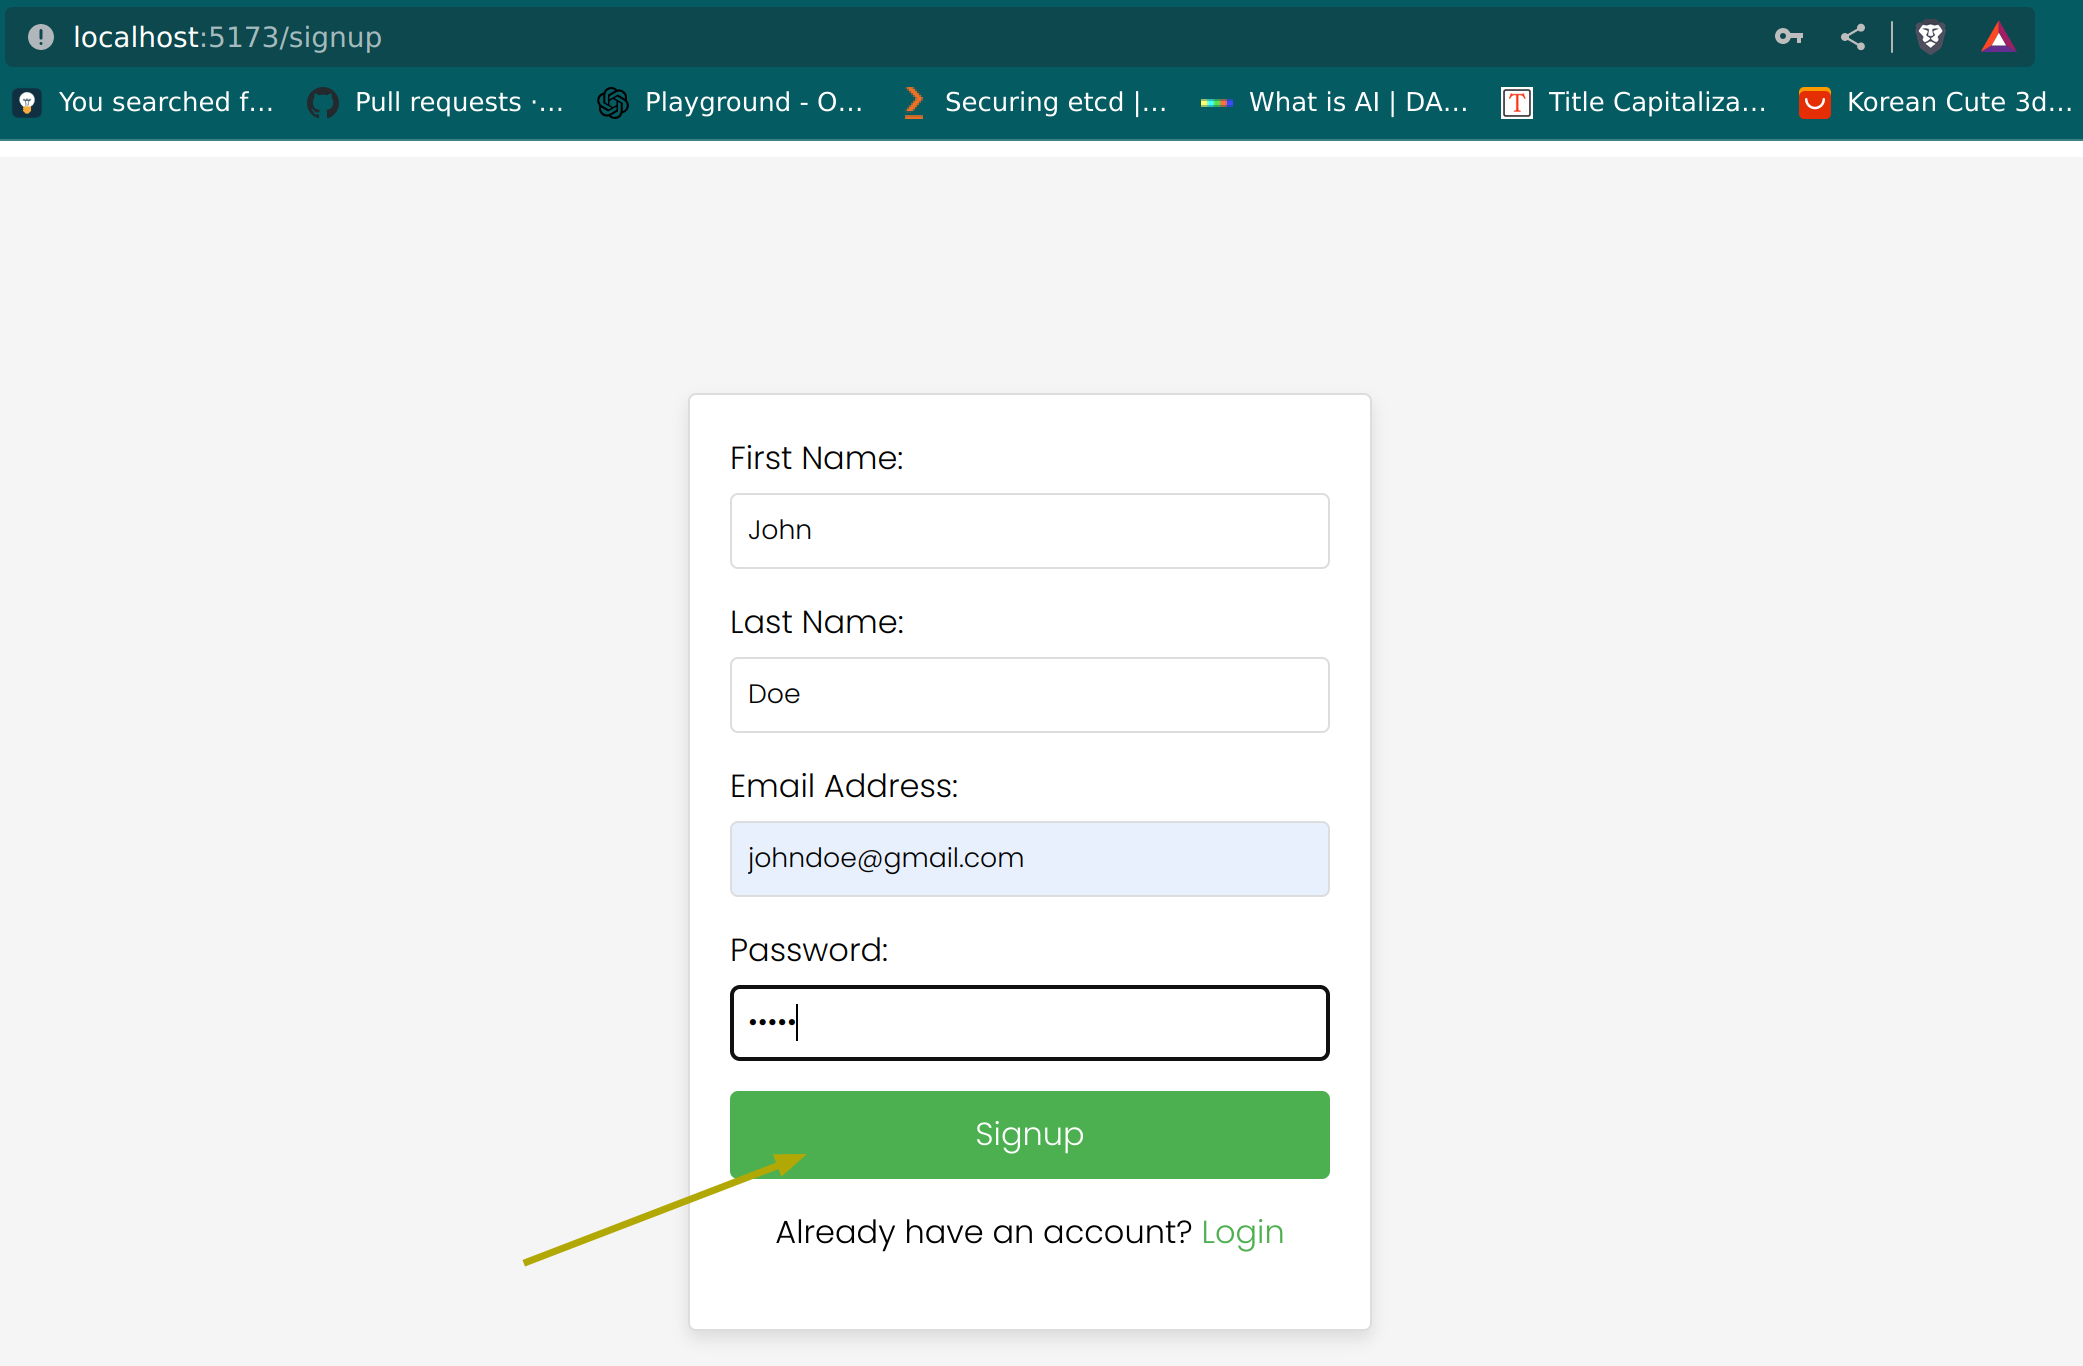 localhost:5173/signup
You searched f... Pull requests ·... Playground - O... Securing etcd |... What is AI | DA... T Title Capitaliza... Korean Cute 3d...
First Name:
John
Last Name:
Doe
Email Address:
johndoe@gmail.com
Password:
•••••
Signup
Already have an account? Login